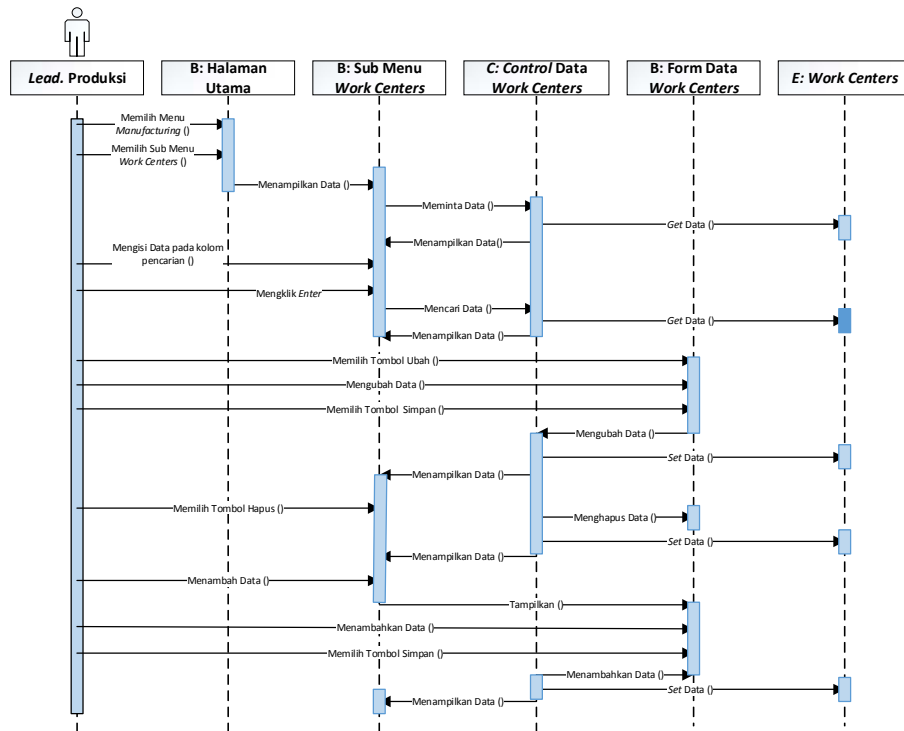 Lead. Produksi
B: Halaman
Utama
B: Sub Menu
Work Centers
C: Control Data
Work Centers
B: Form Data
Work Centers
E: Work Centers
Memilih Menu
Manufacturing ()
Memilih Sub Menu
Work Centers ()
Menampilkan Data ()
Meminta Data ()
Get Data ()
Menampilkan Data()
Mengisi Data pada kolom
pencarian ()
Mengklik Enter
Mencari Data ()
Get Data ()
Menampilkan Data ()
Memilih Tombol Ubah ()
Mengubah Data ()
Memilih Tombol Simpan ()
Mengubah Data ()
Set Data ()
Menampilkan Data ()
Memilih Tombol Hapus ()
Menghapus Data ()
Set Data ()
Menampilkan Data ()
Menambah Data ()
Tampilkan ()
Menambahkan Data ()
Memilih Tombol Simpan ()
Menambahkan Data ()
Set Data ()
Menampilkan Data ()